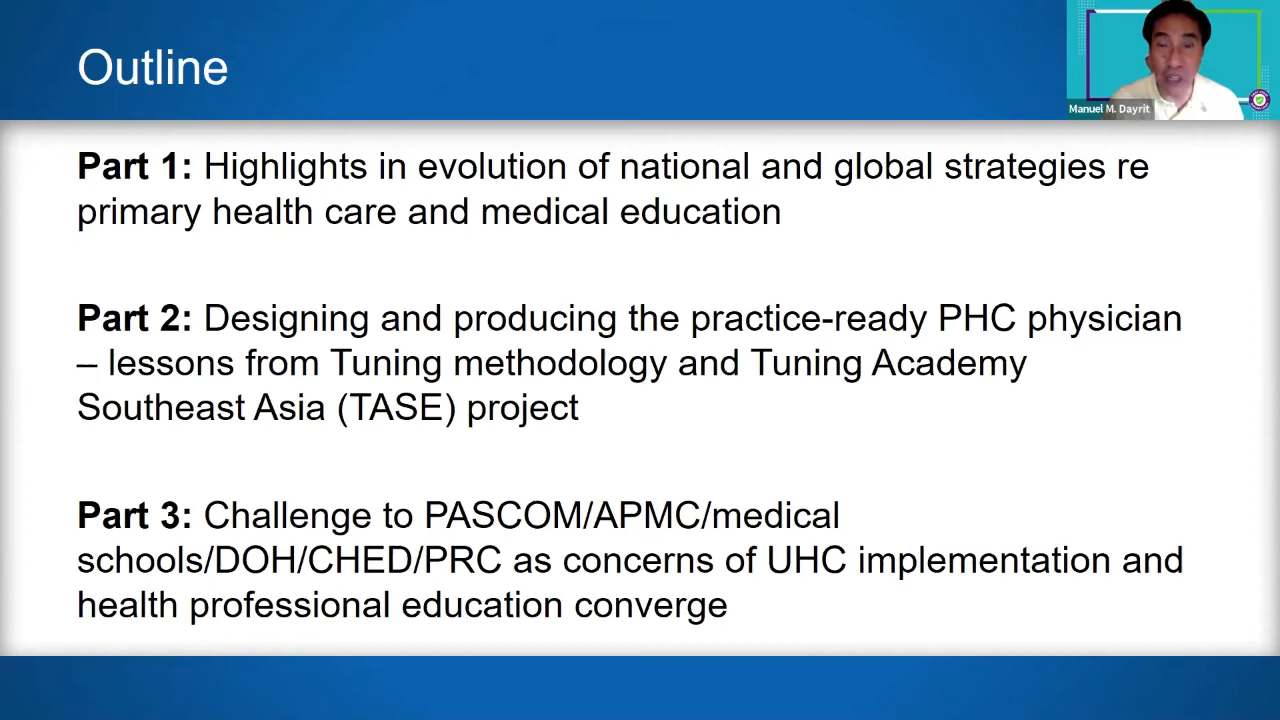 Outline
Manuel M. Dayrit
Part 1: Highlights in evolution of national and global strategies re
primary health care and medical education
Part 2: Designing and producing the practice-ready PHC physician
– lessons from Tuning methodology and Tuning Academy
Southeast Asia (TASE) project
Part 3: Challenge to PASCOM/APMC/medical
schools/DOH/CHED/PRC as concerns of UHC implementation and
health professional education converge